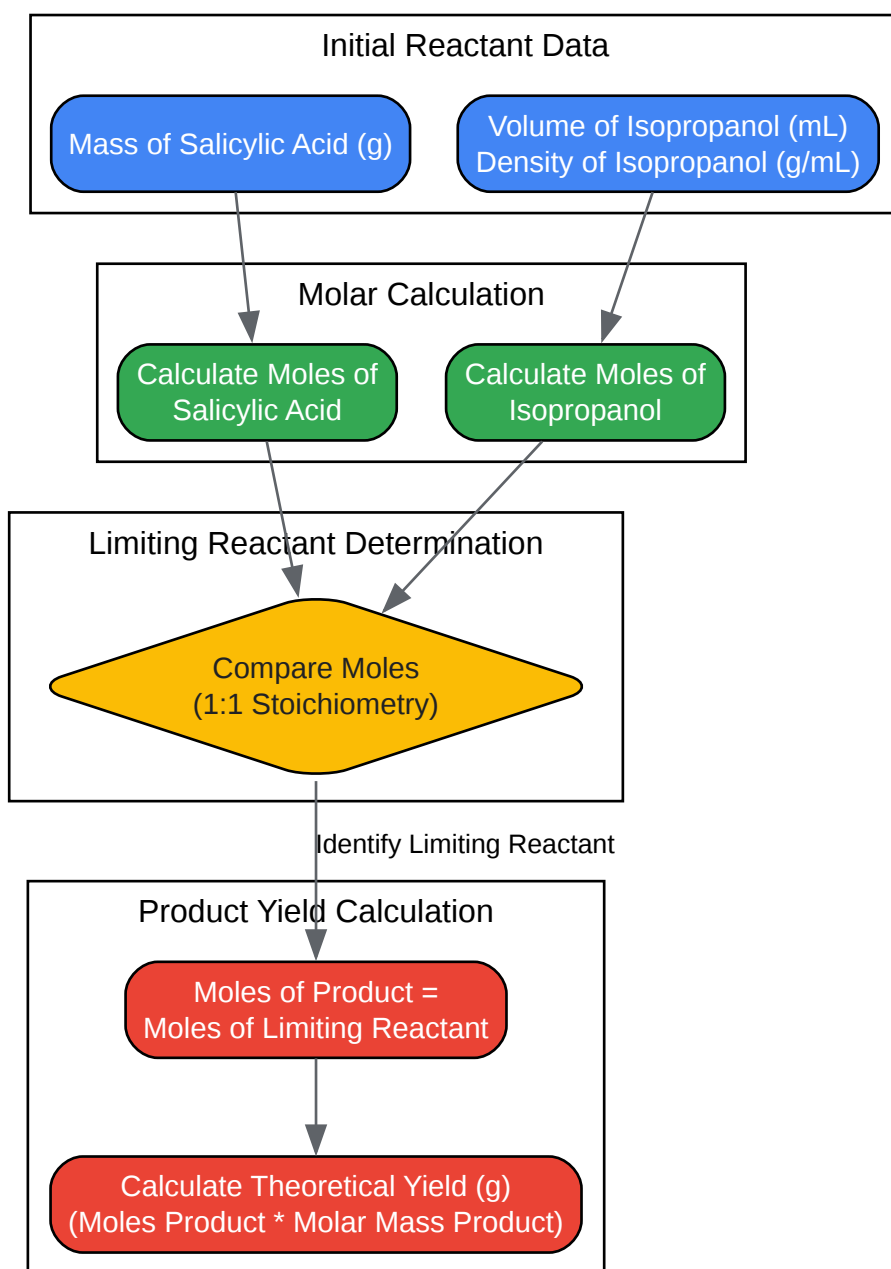 Initial Reactant Data
Mass of Salicylic Acid (g)
Volume of Isopropanol (mL)
Density of Isopropanol (g/mL)
Molar Calculation
Calculate Moles of
Salicylic Acid
Calculate Moles of
Isopropanol
Limiting Reactant Determination
Compare Moles
(1:1 Stoichiometry)
Identify Limiting Reactant
Product Yield Calculation
Moles of Product =
Moles of Limiting Reactant
Calculate Theoretical Yield (g)
(Moles Product * Molar Mass Product)